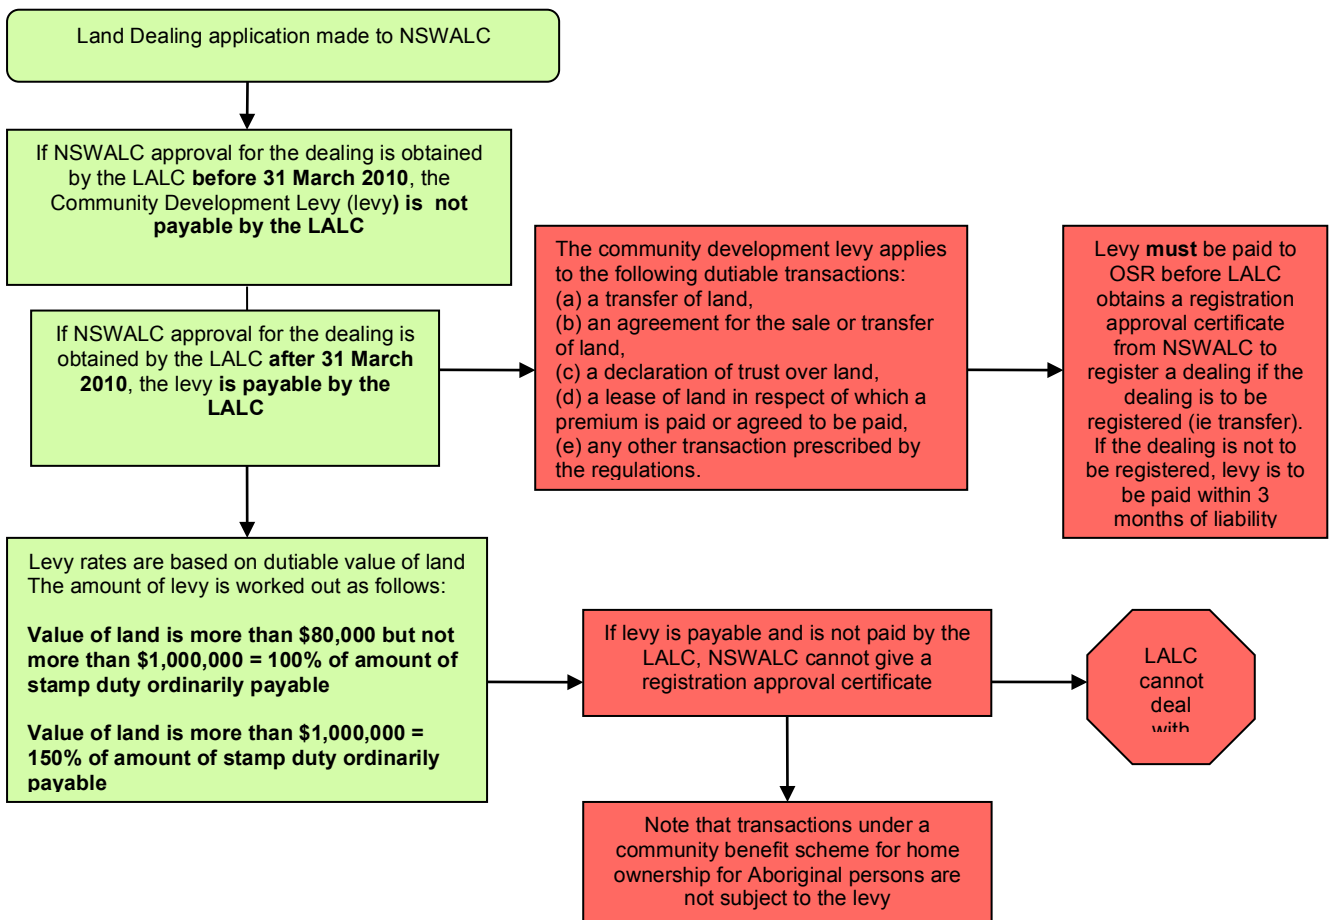 Land Dealing application made to NSWALC
If NSWALC approval for the dealing is obtained
by the LALC before 31 March 2010, the
Community Development Levy (levy) is  not
payable by the LALC
If NSWALC approval for the dealing is
obtained by the LALC after 31 March
2010, the levy is payable by the
LALC
The community development levy applies
to the following dutiable transactions:
(a) a transfer of land,
(b) an agreement for the sale or transfer
of land,
(c) a declaration of trust over land,
(d) a lease of land in respect of which a
premium is paid or agreed to be paid,
(e) any other transaction prescribed by
the regulations.
Levy must be paid to
OSR before LALC
obtains a registration
approval certificate
from NSWALC to
register a dealing if the
dealing is to be
registered (ie transfer).
If the dealing is not to
be registered, levy is to
be paid within 3
months of liability
Levy rates are based on dutiable value of land
The amount of levy is worked out as follows:
Value of land is more than $80,000 but not
more than $1,000,000 = 100% of amount of
stamp duty ordinarily payable
Value of land is more than $1,000,000 =
150% of amount of stamp duty ordinarily
payable
If levy is payable and is not paid by the
LALC, NSWALC cannot give a
registration approval certificate
LALC
cannot
deal
with
Note that transactions under a
community benefit scheme for home
ownership for Aboriginal persons are
not subject to the levy